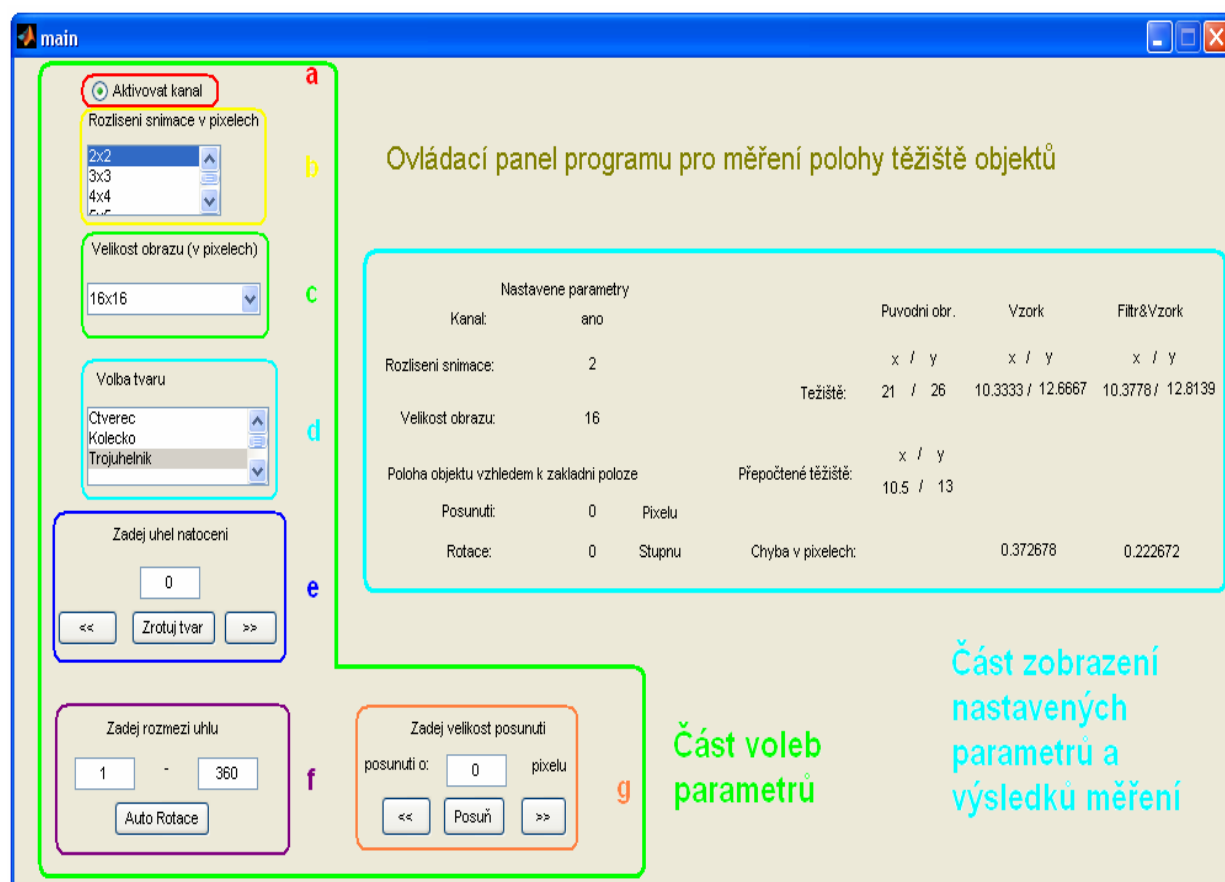 main
a
Aktivovat kanal
Rozliseni snimace v pixelech
2x2
3x3
4x4
5x5
b
Velikost obrazu (v pixelech)
16x16
c
Volba tvaru
Ctverec
Kolecko
Trojuhelnik
d
Zadej uhel natoceni
0
<< Zrotuj tvar >>
e
Zadej rozmezi uhlu
1 - 360
Auto Rotace
f
Zadej velikost posunuti
posunuti o: 0 pixelu
<< Posuň >>
g
Ovládací panel programu pro měření polohy těžiště objektů
Nastavene parametry
Kanal: ano
Rozliseni snimace: 2
Velikost obrazu: 16
Poloha objektu vzhledem k zakladni poloze
Posunuti: 0 Pixelu
Rotace: 0 Stupnu
Puvodni obr. Vzork Filtr&Vzork
x / y x / y x / y
Težiště: 21 / 26 10.3333 / 12.6667 10.3778 / 12.8139
x / y
Přepočtené těžiště: 10.5 / 13
Chyba v pixelech: 0.372678 0.222672
Část voleb
parametrů
Část zobrazení
nastavených
parametrů a
výsledků měření